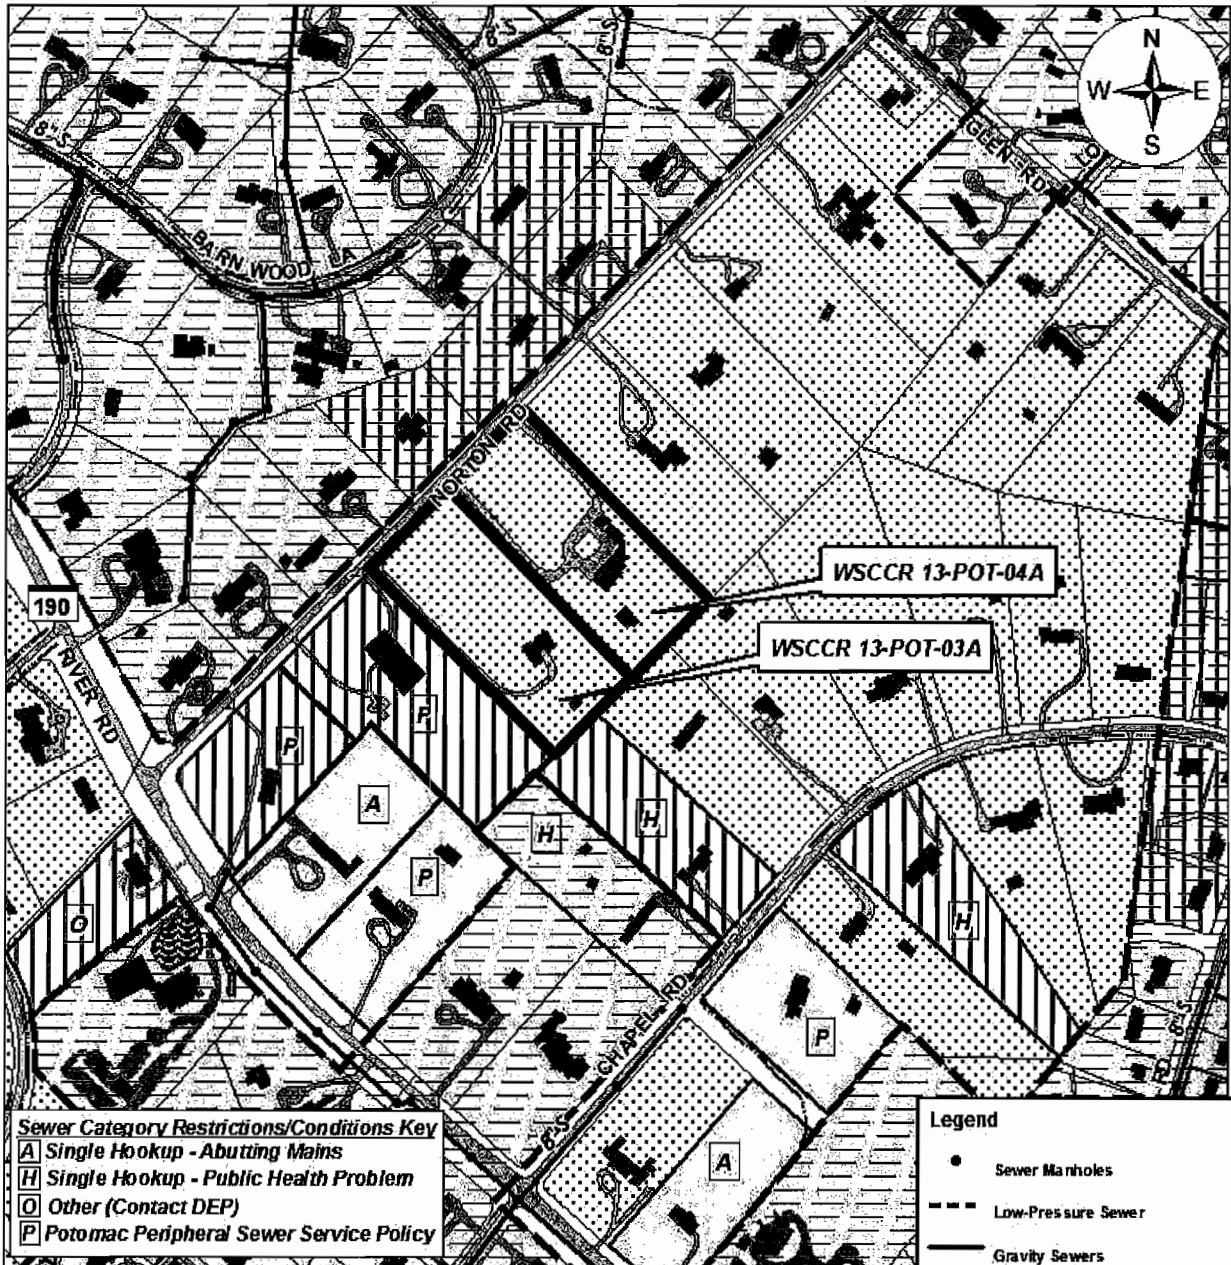 8"S
8"S
N
W E
S
8"S
GLEN RD
BARN WOOD LA
NORTON RD
WSCCR 13-POT-04A
190
WSCCR 13-POT-03A
RIVER RD
P
P
A
H
H
P
O
H
CHAPEL RD
P
8"S
8"S
A
Sewer Category Restrictions/Conditions Key
A Single Hookup - Abutting Mains
H Single Hookup - Public Health Problem
O Other (Contact DEP)
P Potomac Peripheral Sewer Service Policy
Legend
Sewer Manholes
Low-Pressure Sewer
Gravity Sewers